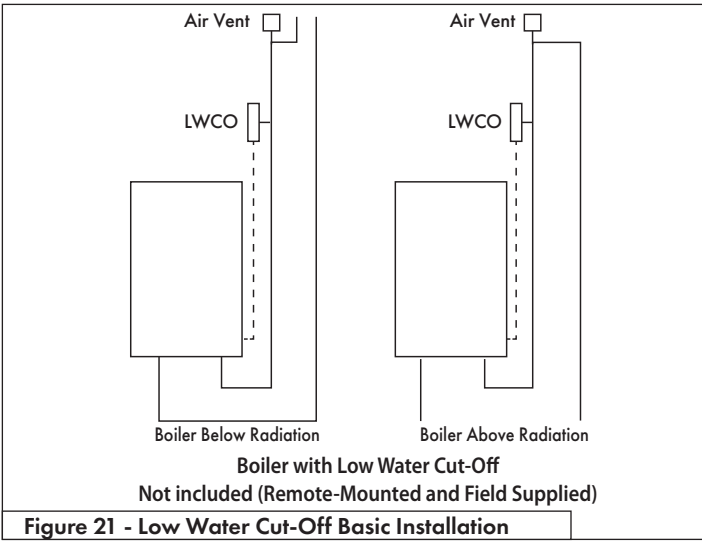 Air Vent
Air Vent
LWCO
LWCO
Boiler Below Radiation
Boiler Above Radiation
Boiler with Low Water Cut-Off
Not included (Remote-Mounted and Field Supplied)
Figure 21 - Low Water Cut-Off Basic Installation